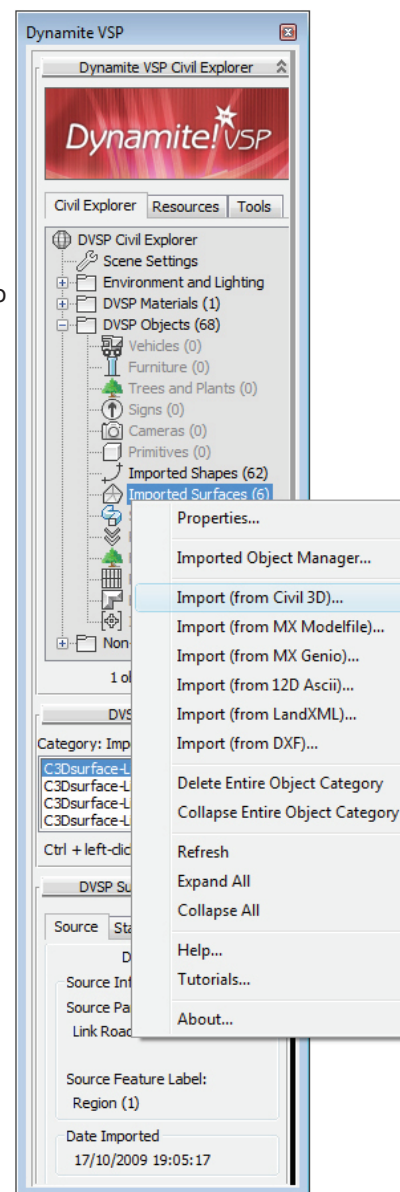 Dynamite VSP
Dynamite VSP Civil Explorer
Dynamite! VSP
Civil Explorer Resources Tools
DVSP Civil Explorer
Scene Settings
Environment and Lighting
DVSP Materials (1)
DVSP Objects (68)
Vehicles (0)
Furniture (0)
Trees and Plants (0)
Signs (0)
Cameras (0)
Primitives (0)
Imported Shapes (62)
Imported Surfaces (6)
Non
Properties...
Imported Object Manager...
Import (from Civil 3D)...
Import (from MX Modelfile)...
Import (from MX Genio)...
Import (from 12D Ascii)...
Import (from LandXML)...
Import (from DXF)...
Delete Entire Object Category
Collapse Entire Object Category
Refresh
Expand All
Collapse All
Help...
Tutorials...
About...
1 o
DVS
Category: Imp
C3Dsurface-L
C3Dsurface-L
C3Dsurface-L
C3Dsurface-L
Ctrl + left-clic
DVSP Su
Source Sta
D
Source Inf
Source Pa
Link Road
Source Feature Label:
Region (1)
Date Imported
17/10/2009 19:05:17